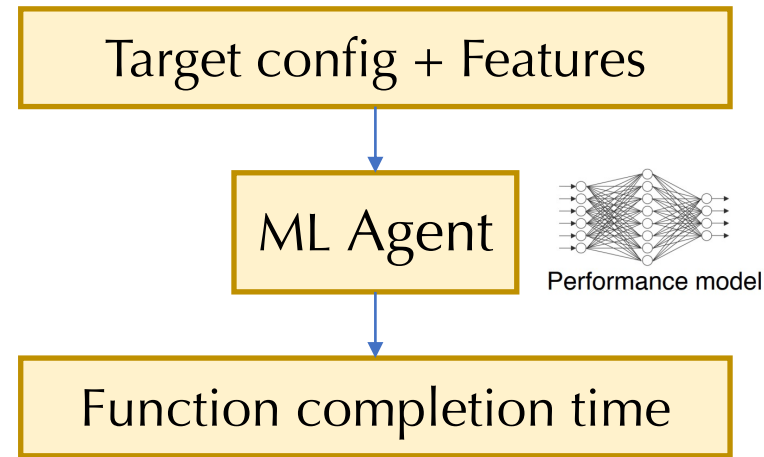 Target config + Features
ML Agent
Performance model
Function completion time